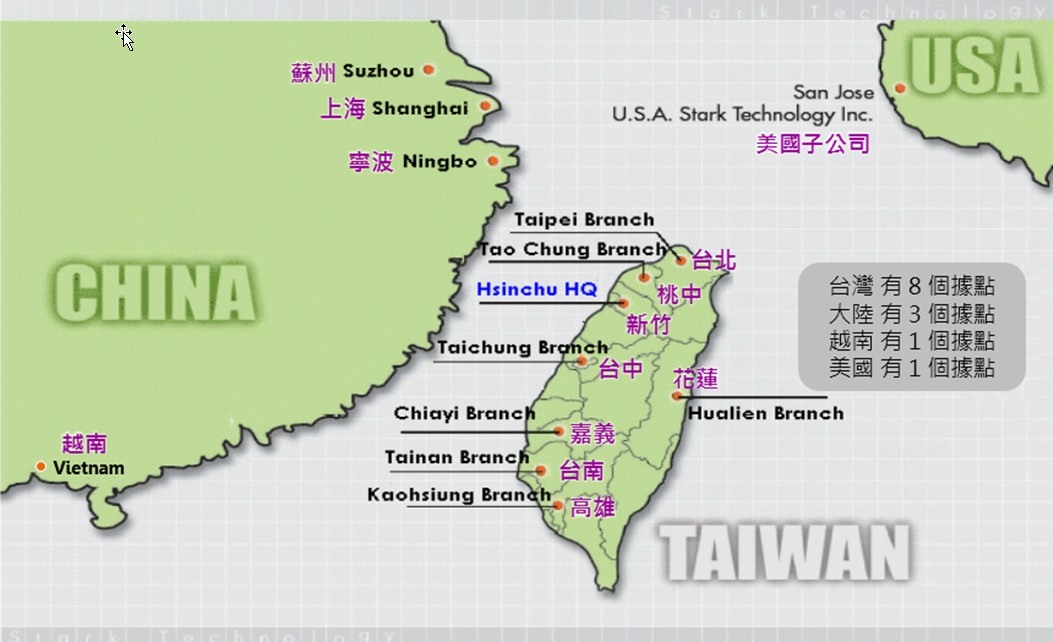 Stark Technology
USA
蘇州 Suzhou
上海 Shanghai
寧波 Ningbo
San Jose
U.S.A. Stark Technology Inc.
美國子公司
Taipei Branch
台北
Tao Chung Branch
桃中
Hsinchu HQ
新竹
CHINA
台灣 有 8 個據點
大陸 有 3 個據點
越南 有 1 個據點
美國 有 1 個據點
Taichung Branch
台中
花蓮
Hualien Branch
Chiayi Branch
嘉義
越南
Vietnam
Tainan Branch
台南
Kaohsiung Branch
高雄
TAIWAN
Stark Technology